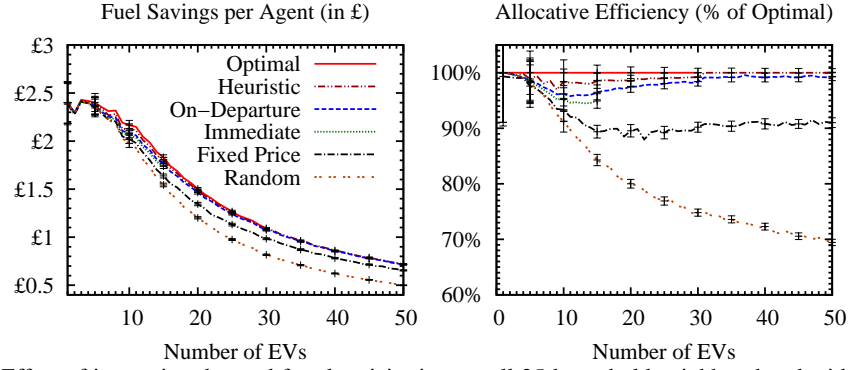 Fuel Savings per Agent (in £)
£3
£2.5
£2
£1.5
£1
£0.5
Optimal
Heuristic
On−Departure
Immediate
Fixed Price
Random
10 20 30 40 50
Number of EVs
Allocative Efficiency (% of Optimal)
100%
90%
80%
70%
60%
0 10 20 30 40 50
Number of EVs